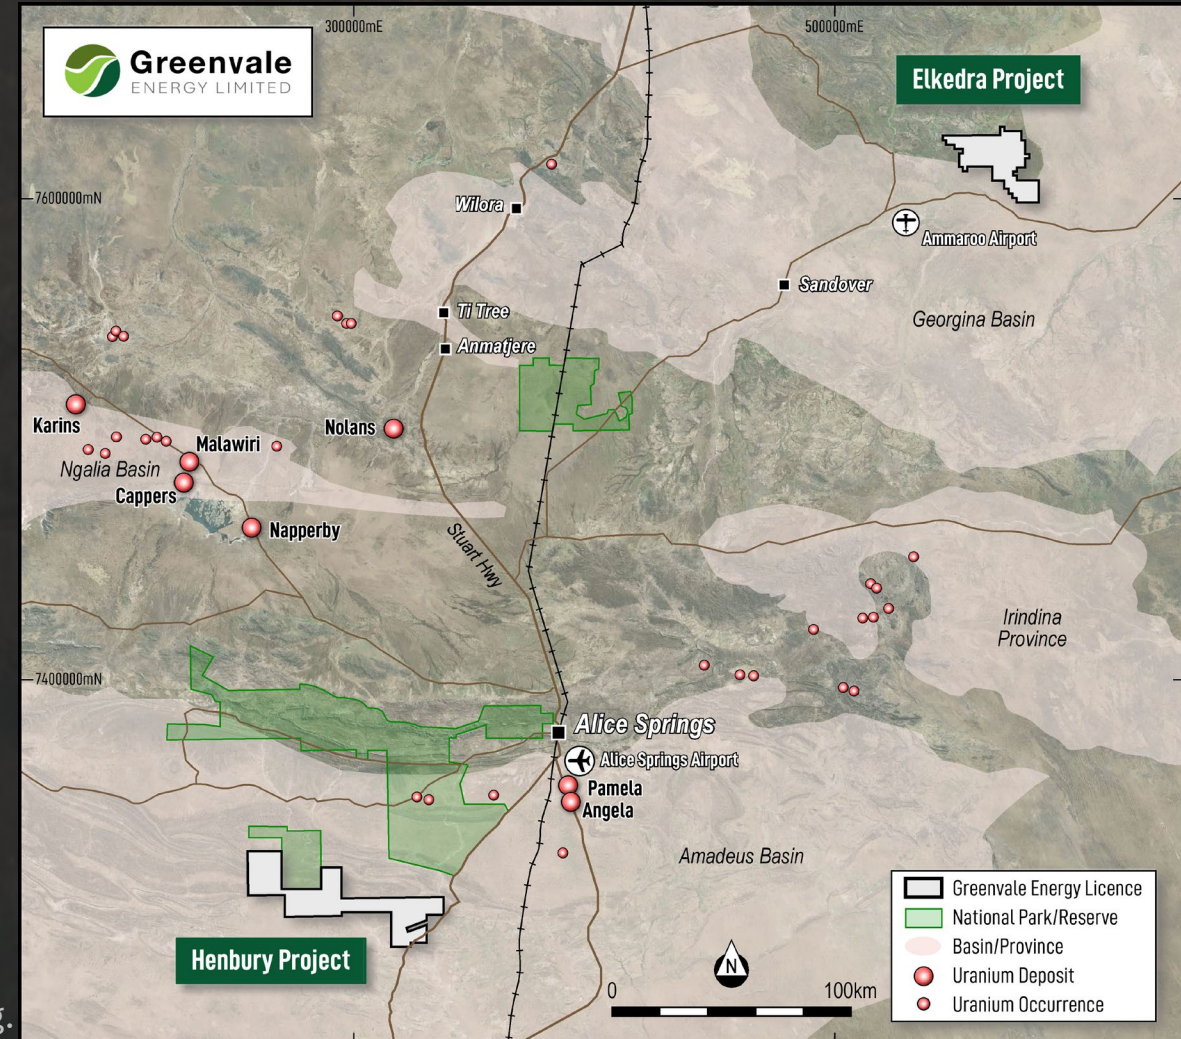 300000mE
500000mE
Greenvale
ENERGY LIMITED
Elkedra Project
7600000mN
Wilora
Ammaroo Airport
Sandover
Ti Tree
Georgina Basin
Anmatjere
Karins
Nolans
Malawiri
Ngalia Basin
Cappers
Napperby
Stuart Hwy
Irindina
Province
7400000mN
Alice Springs
Alice Springs Airport
Pamela
Angela
Amadeus Basin
Henbury Project
N
0 100km
Greenvale Energy Licence
National Park/Reserve
Basin/Province
Uranium Deposit
Uranium Occurrence
g.